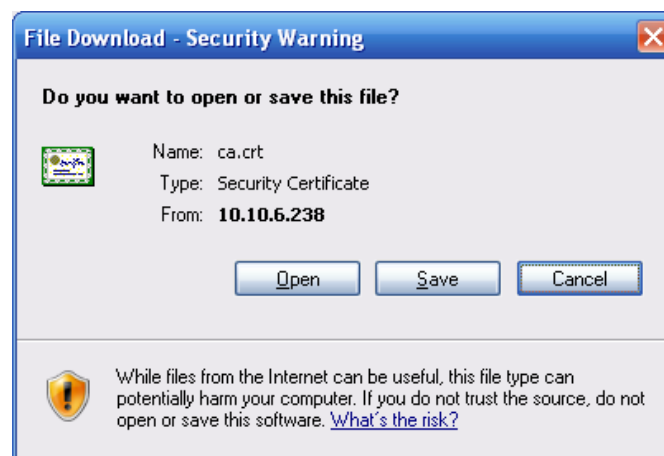 File Download - Security Warning
Do you want to open or save this file?
Name: ca.crt
Type: Security Certificate
From: 10.10.6.238
Open Save Cancel
While files from the Internet can be useful, this file type can
potentially harm your computer. If you do not trust the source, do not
open or save this software. What's the risk?